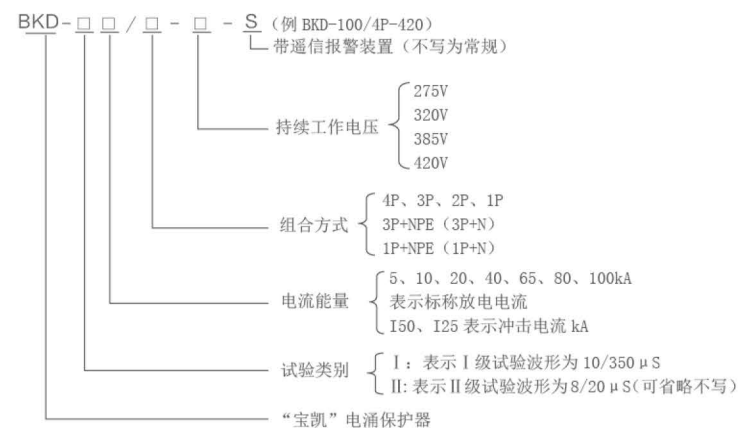 BKD-□□/□-□-S（例 BKD-100/4P-420）
带遥信报警装置（不写为常规）
持续工作电压
275V
320V
385V
420V
组合方式
4P、3P、2P、1P
3P+NPE（3P+N）
1P+NPE（1P+N）
电流能量
5、10、20、40、65、80、100kA
表示标称放电电流
I50、I25 表示冲击电流 kA
试验类别
Ⅰ：表示Ⅰ级试验波形为 10/350μS
II:表示Ⅱ级试验波形为8/20μS(可省略不写)
“宝凯”电涌保护器